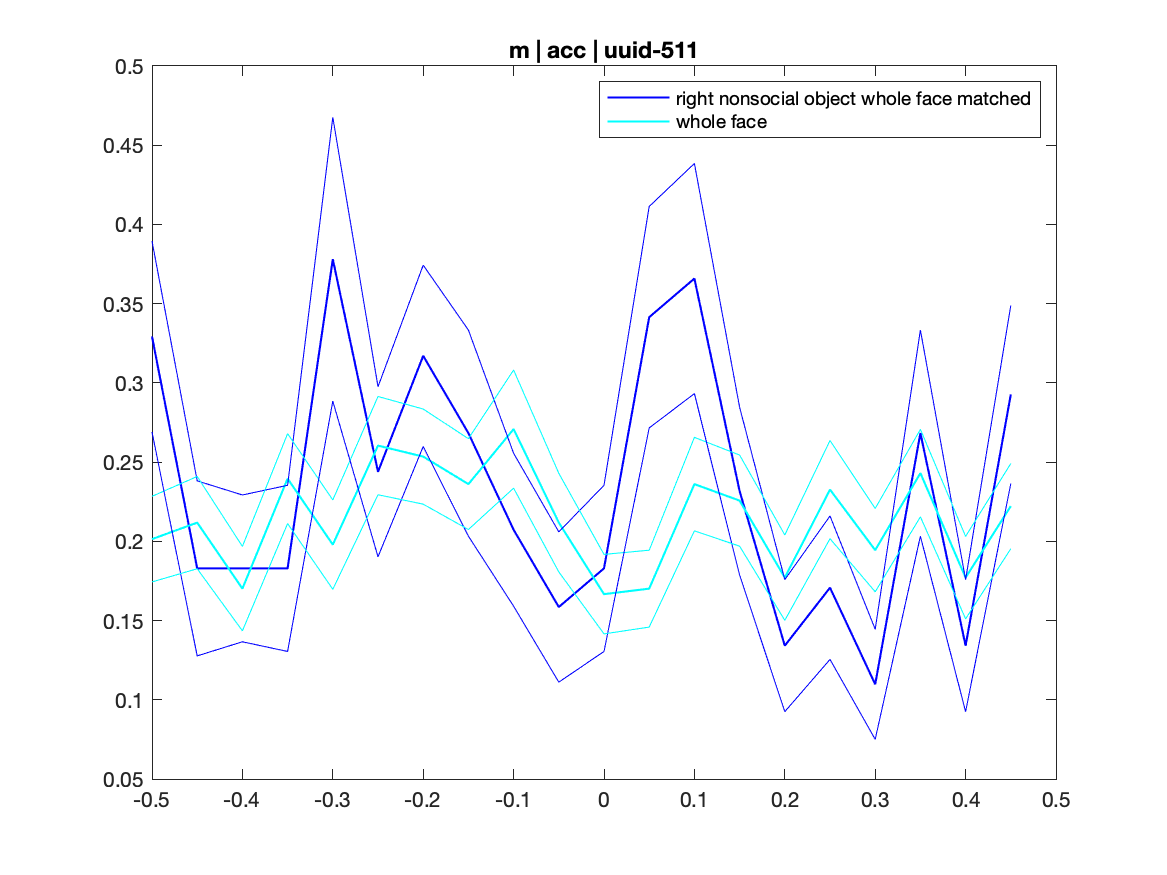 m | acc | uuid-511
right nonsocial object whole face matched
whole face
0.5
0.45
0.4
0.35
0.3
0.25
0.2
0.15
0.1
0.05
-0.5 -0.4 -0.3 -0.2 -0.1 0 0.1 0.2 0.3 0.4 0.5